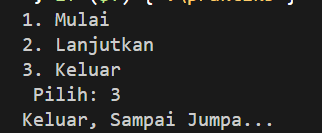 1. Mulai
2. Lanjutkan
3. Keluar
Pilih: 3
Keluar, Sampai Jumpa...